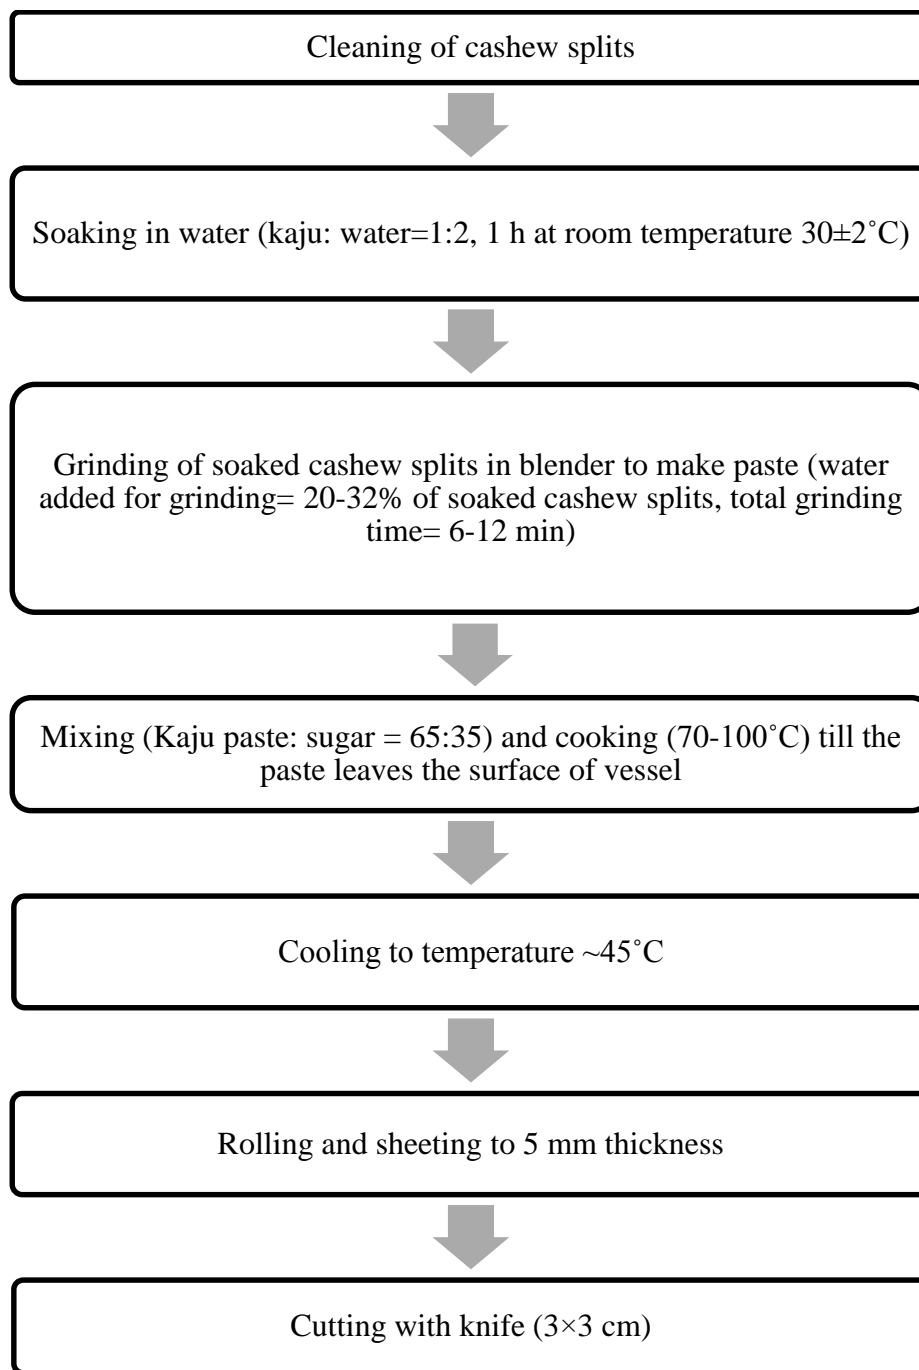 Cleaning of cashew splits
Soaking in water (kaju: water=1:2, 1 h at room temperature 30±2˚C)
Grinding of soaked cashew splits in blender to make paste (water
added for grinding= 20-32% of soaked cashew splits, total grinding
time= 6-12 min)
Mixing (Kaju paste: sugar = 65:35) and cooking (70-100˚C) till the
paste leaves the surface of vessel
Cooling to temperature ~45˚C
Rolling and sheeting to 5 mm thickness
Cutting with knife (3×3 cm)